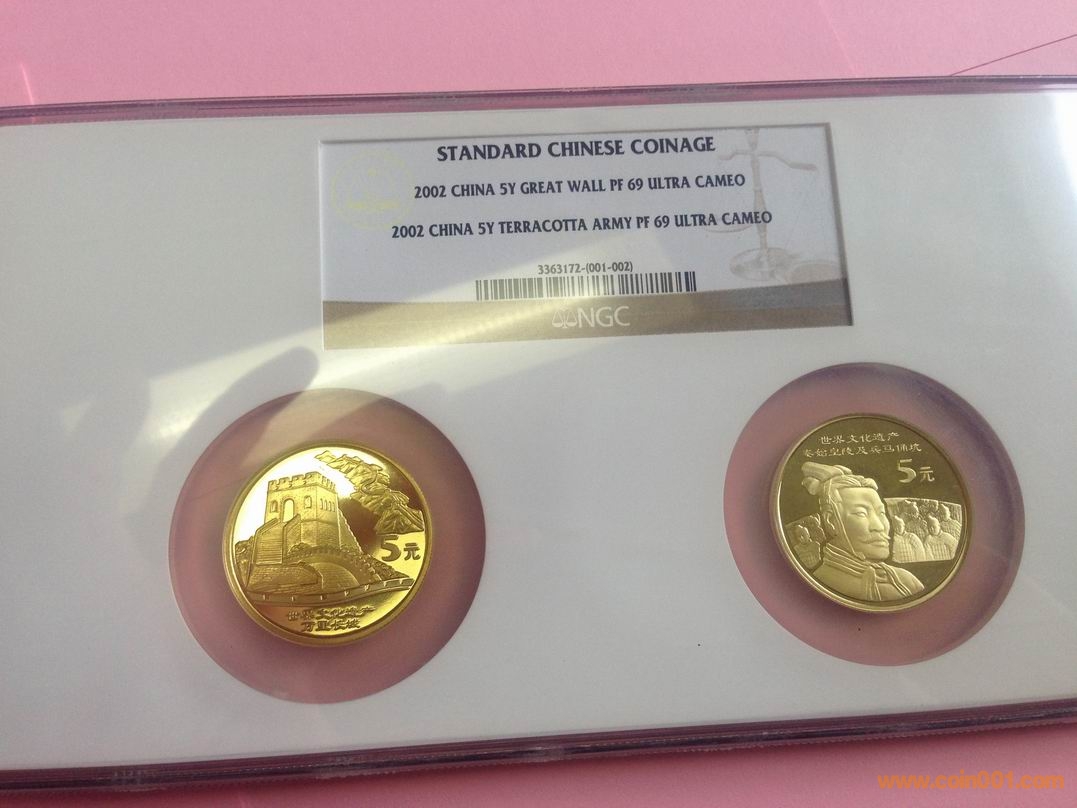 STANDARD CHINESE COINAGE
2002 CHINA 5Y GREAT WALL PF 69 ULTRA CAMEO
2002 CHINA 5Y TERRACOTTA ARMY PF 69 ULTRA CAMEO
3363172-(001-002)
NGC
5元
世界文化遗产
万里长城
世界文化遗产
秦始皇陵及兵马俑坑
5元
www.coin001.com